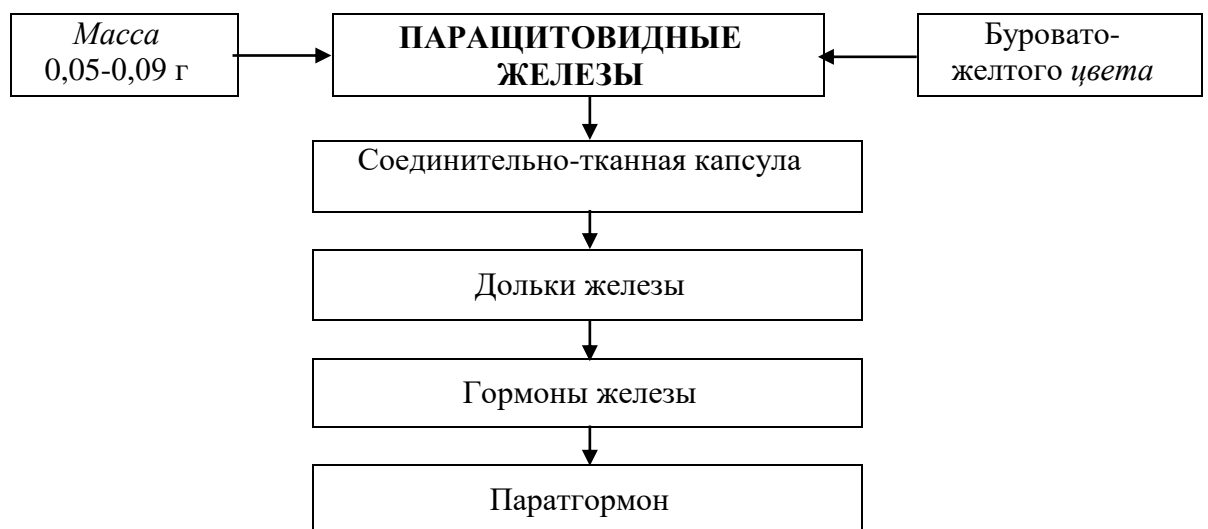 Масса
0,05-0,09 г
ПАРАЩИТОВИДНЫЕ
ЖЕЛЕЗЫ
Буровато-
желтого цвета
Соединительно-тканная капсула
Дольки железы
Гормоны железы
Паратгормон